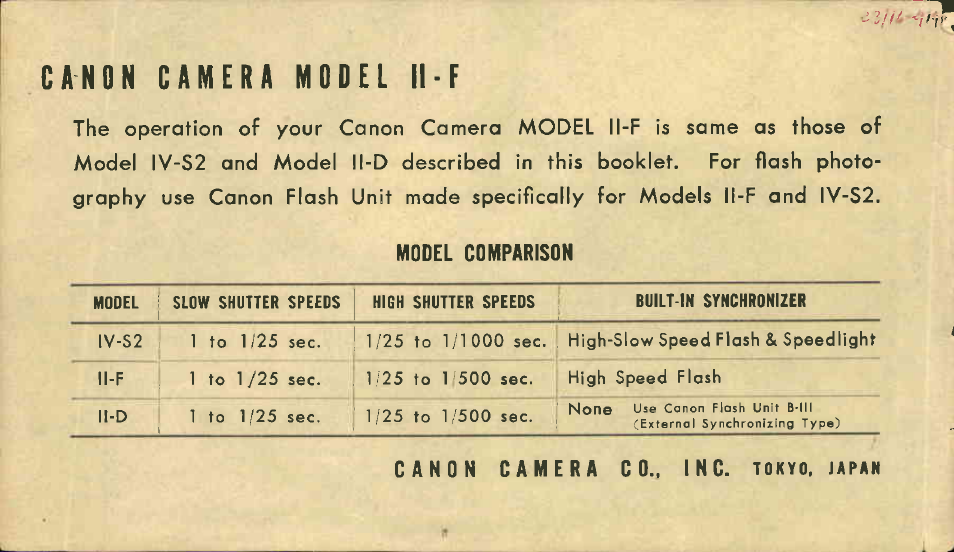 CANON CAMERA MODEL II-F
The operation of your Canon Camera MODEL II-F is same as those of
Model IV-S2 and Model II-D described in this booklet. For flash photo-
graphy use Canon Flash Unit made specifically for Models II-F and IV-S2.
MODEL COMPARISON
MODEL SLOW SHUTTER SPEEDS HIGH SHUTTER SPEEDS BUILT-IN SYNCHRONIZER
IV-S2 1 to 1/25 sec. 1/25 to 1/1000 sec. High-Slow Speed Flash & Speedlight
II-F 1 to 1/25 sec. 1/25 to 1/500 sec. High Speed Flash
II-D 1 to 1/25 sec. 1/25 to 1/500 sec. None Use Canon Flash Unit B-III
(External Synchronizing Type)
CANON CAMERA CO., INC. TOKYO, JAPAN